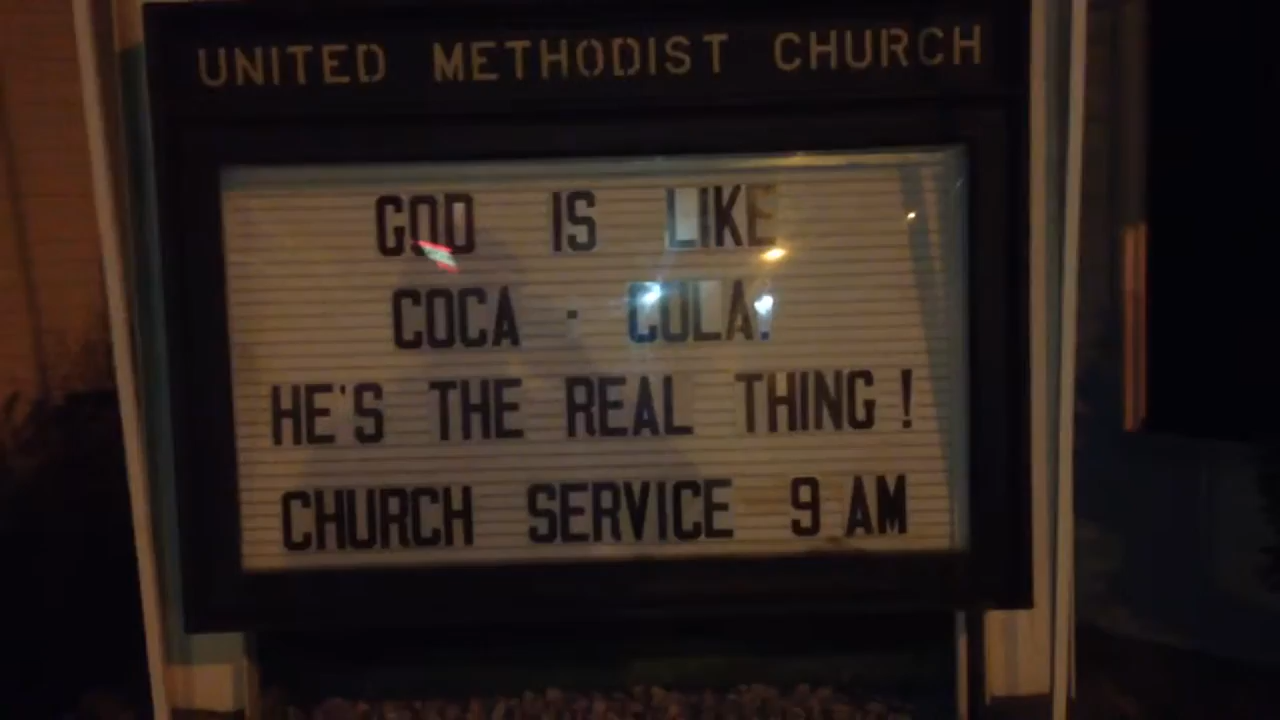 UNITED METHODIST CHURCH
GOD IS LIKE
COCA - COLA!
HE'S THE REAL THING!
CHURCH SERVICE 9 AM